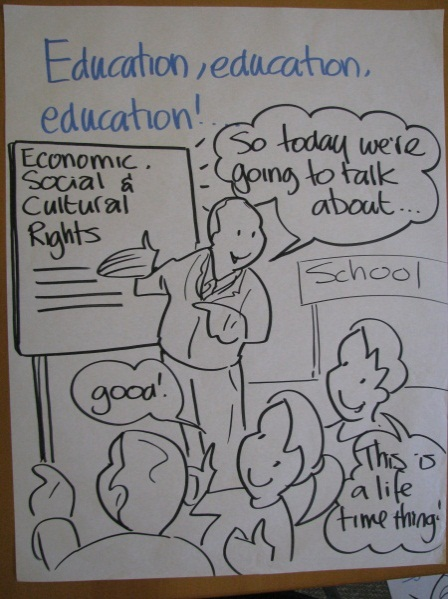 Education, education,
education!..
So today we're
going to talk
about...
Economic,
Social &
Cultural
Rights
School
good!
This is
a life
time thing!